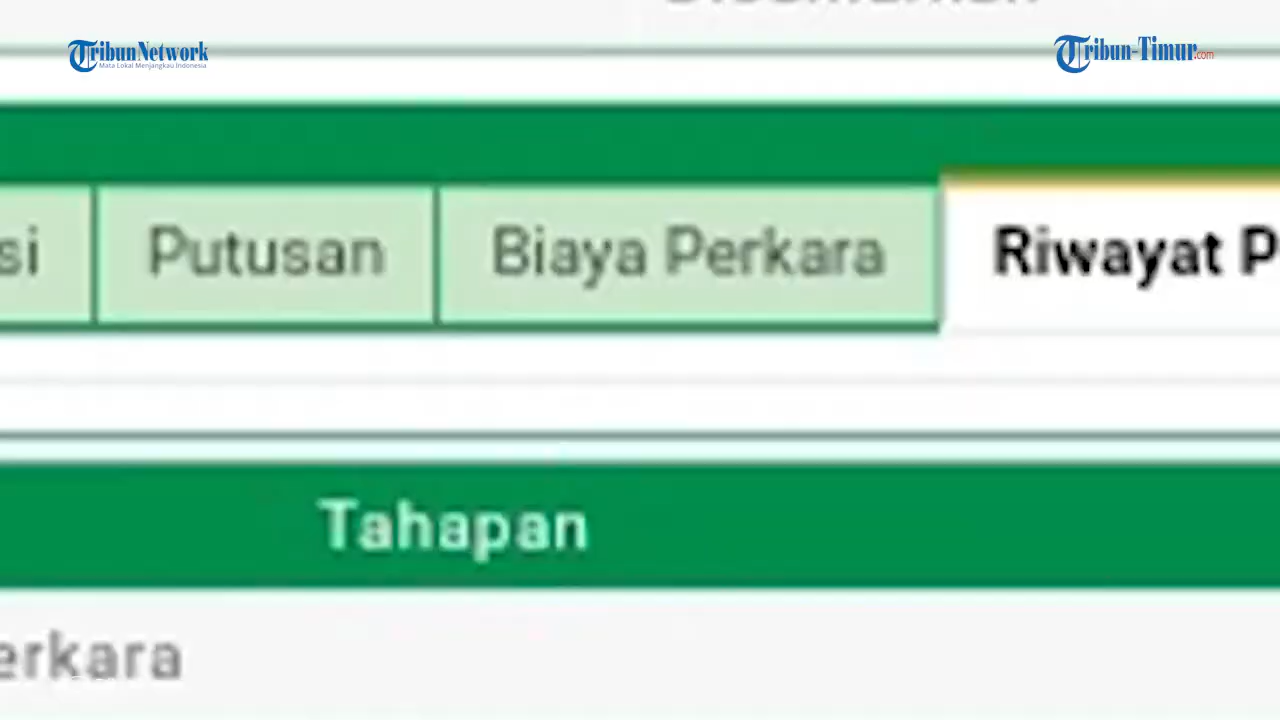 TribunNetwork
Mata Lokal Menjangkau Indonesia
Tribun-Timur.com
si
Putusan
Biaya Perkara
Riwayat P
Tahapan
erkara